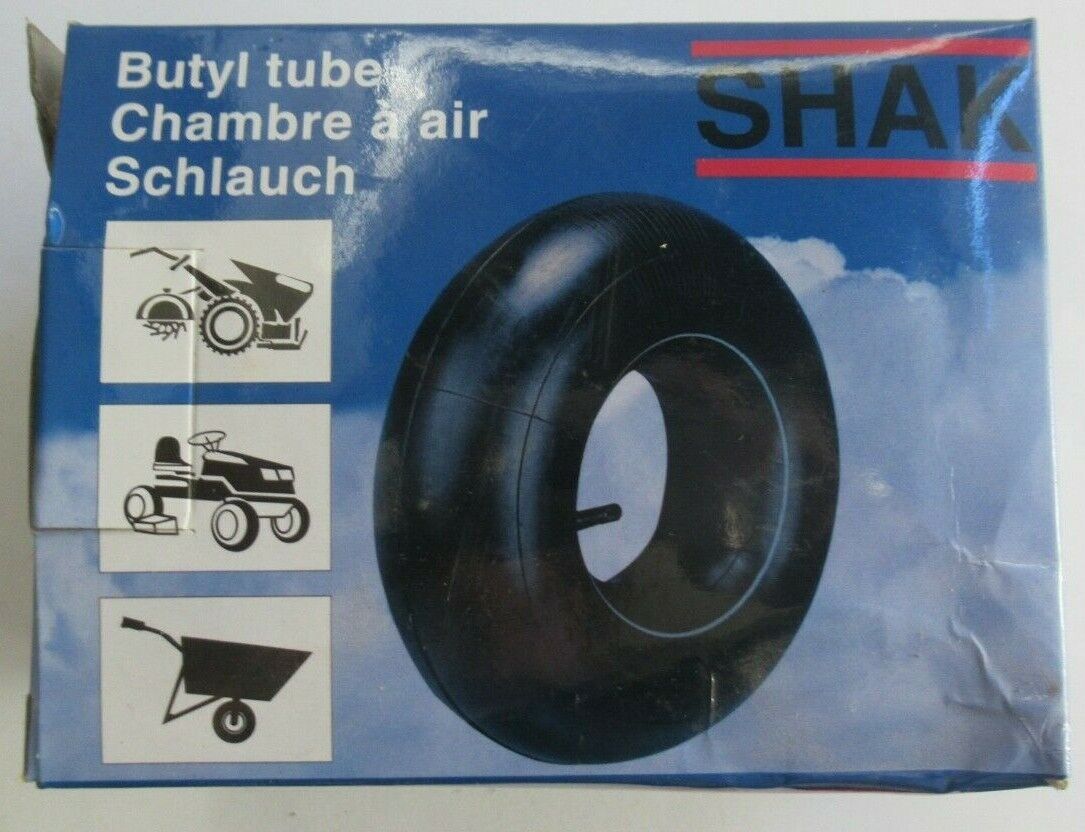 Butyl tube
Chambre à air
Schlauch
SHAK